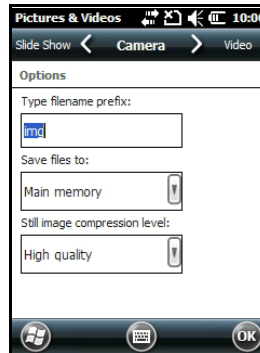 Pictures & Videos 10:00
Slide Show Camera Video
Options
Type filename prefix:
img
Save files to:
Main memory
Still image compression level:
High quality
OK